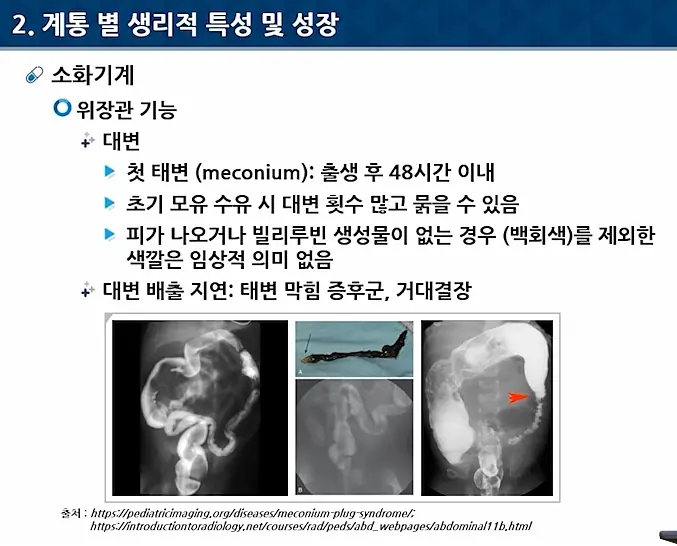 2. 계통 별 생리적 특성 및 성장
소화기계
위장관 기능
대변
첫 태변 (meconium): 출생 후 48시간 이내
초기 모유 수유 시 대변 횟수 많고 묽을 수 있음
피가 나오거나 빌리루빈 생성물이 없는 경우 (백회색)를 제외한
색깔은 임상적 의미 없음
대변 배출 지연: 태변 막힘 증후군, 거대결장
A
B
출처 : https://pediatricimaging.org/diseases/meconium-plug-syndrome/;
https://introductiontoradiology.net/courses/rad/peds/abd_webpages/abdominal11b.html